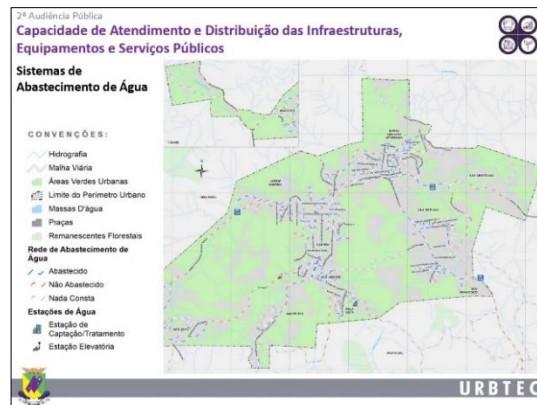 2ª Audiência Pública
Capacidade de Atendimento e Distribuição das Infraestruturas,
Equipamentos e Serviços Públicos
Sistemas de
Abastecimento de Água
CONVENÇÕES:
Hidrografia
Malha Viária
Áreas Verdes Urbanas
Limite do Perímetro Urbano
Massas D'água
Praças
Remanescentes Florestais
Rede de Abastecimento de
Água
Abastecido
Não Abastecido
Nada Consta
Estações de Água
Estação de
Captação/Tratamento
Estação Elevatória
CENTRO
URBTEC